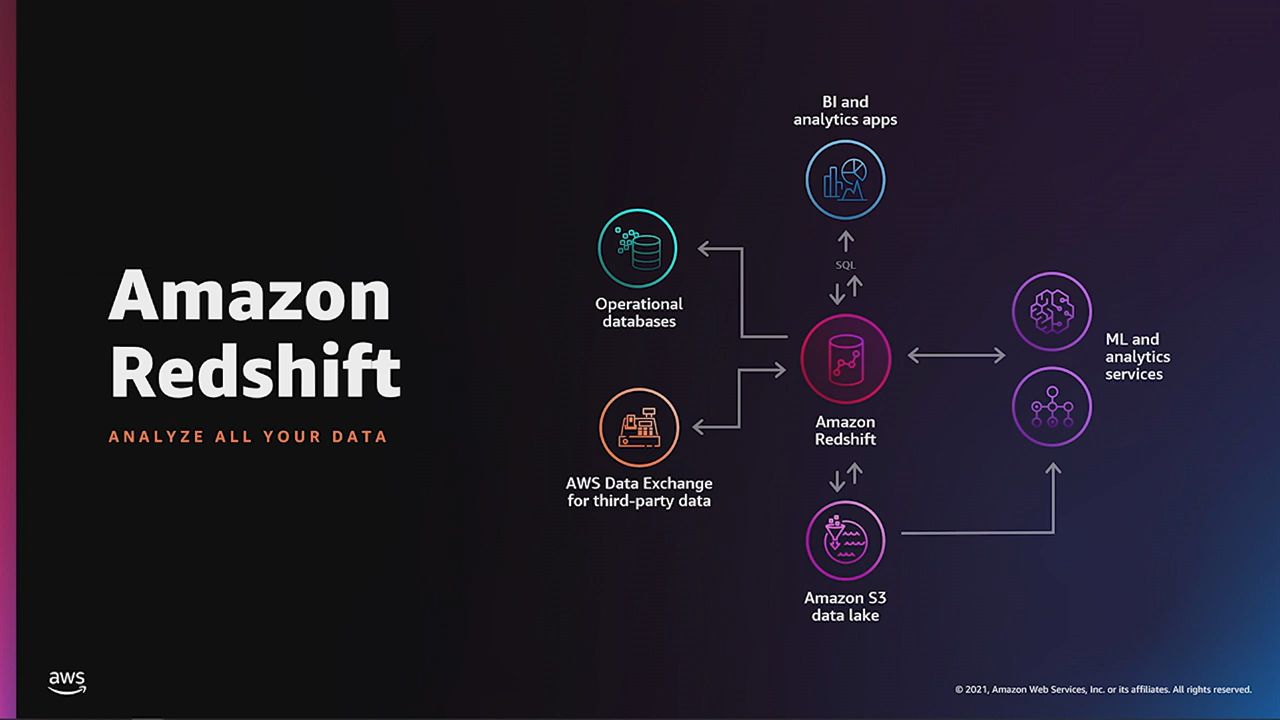 Amazon
Redshift
ANALYZE ALL YOUR DATA
BI and
analytics apps
SQL
Operational
databases
AWS Data Exchange
for third-party data
Amazon
Redshift
ML and
analytics
services
Amazon S3
data lake
aws
© 2021, Amazon Web Services, Inc. or its affiliates. All rights reserved.